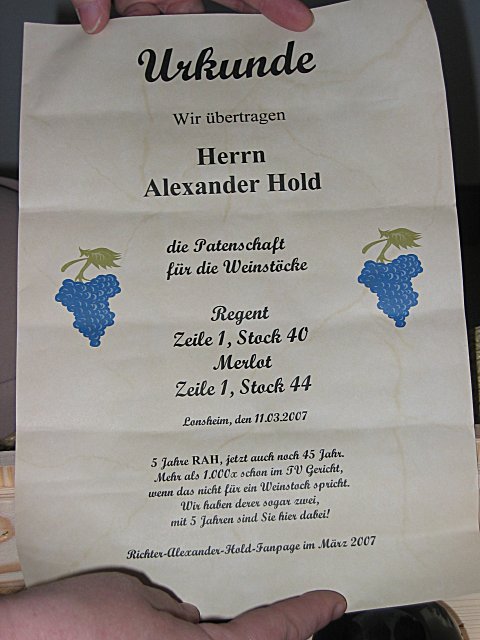 Urkunde
Wir übertragen
Herrn
Alexander Hold
die Patenschaft
für die Weinstöcke
Regent
Zeile 1, Stock 40
Merlot
Zeile 1, Stock 44
Lonsheim, den 11.03.2007
5 Jahre RAH, jetzt auch noch 45 Jahr.
Mehr als 1.000x schon im TV Gericht,
wenn das nicht für ein Weinstock spricht.
Wir haben derer sogar zwei,
mit 5 Jahren sind Sie hier dabei!
Richter-Alexander-Hold-Fanpage im März 2007